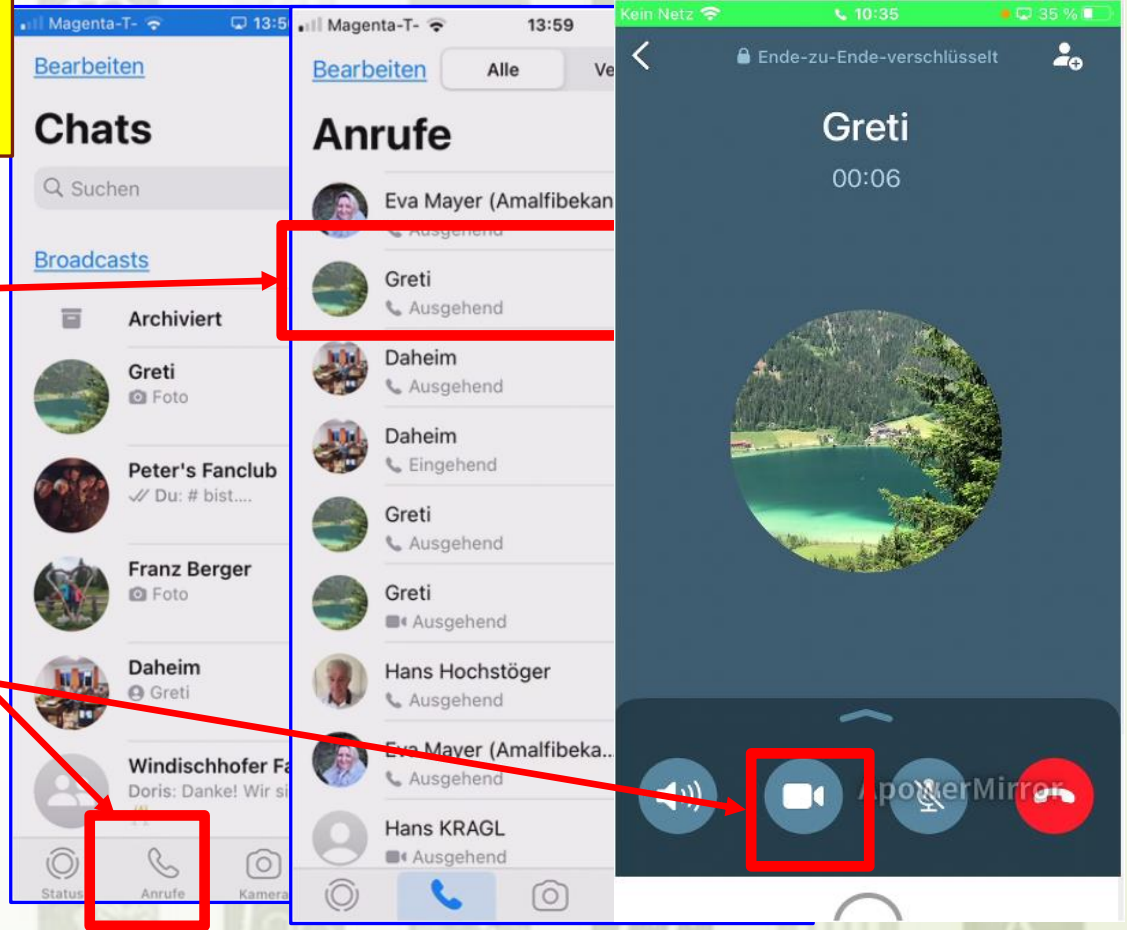 Magenta-T-
13:5
Bearbeiten
Chats
Suchen
Broadcasts
Archiviert
Greti
Foto
Peter's Fanclub
Du: # bist....
Franz Berger
Foto
Daheim
Greti
Windischhofer Fa
Doris: Danke! Wir si
Status
Anrufe
Kamera
Magenta-T-
13:59
Bearbeiten
Alle
Ve
Anrufe
Eva Mayer (Amalfibekan
Ausgehend
Greti
Ausgehend
Daheim
Ausgehend
Daheim
Eingehend
Greti
Ausgehend
Greti
Ausgehend
Hans Hochstöger
Ausgehend
Eva Mayer (Amalfibeka...
Ausgehend
Hans KRAGL
Ausgehend
Kein Netz
10:35
35 %
Ende-zu-Ende-verschlüsselt
Greti
00:06
ApowerMirror